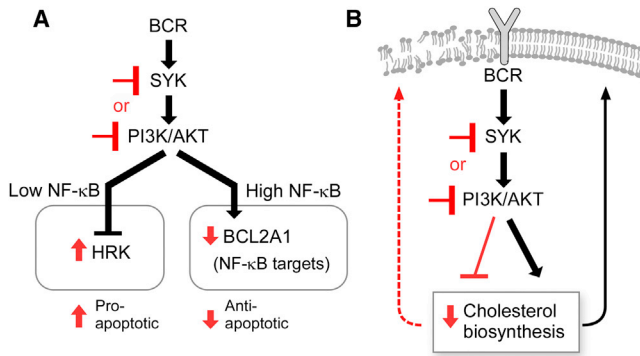 A
BCR
SYK
or
PI3K/AKT
Low NF-κB
High NF-κB
HRK
BCL2A1
(NF-κB targets)
Pro-
apoptotic
Anti-
apoptotic
B
BCR
SYK
or
PI3K/AKT
Cholesterol
biosynthesis